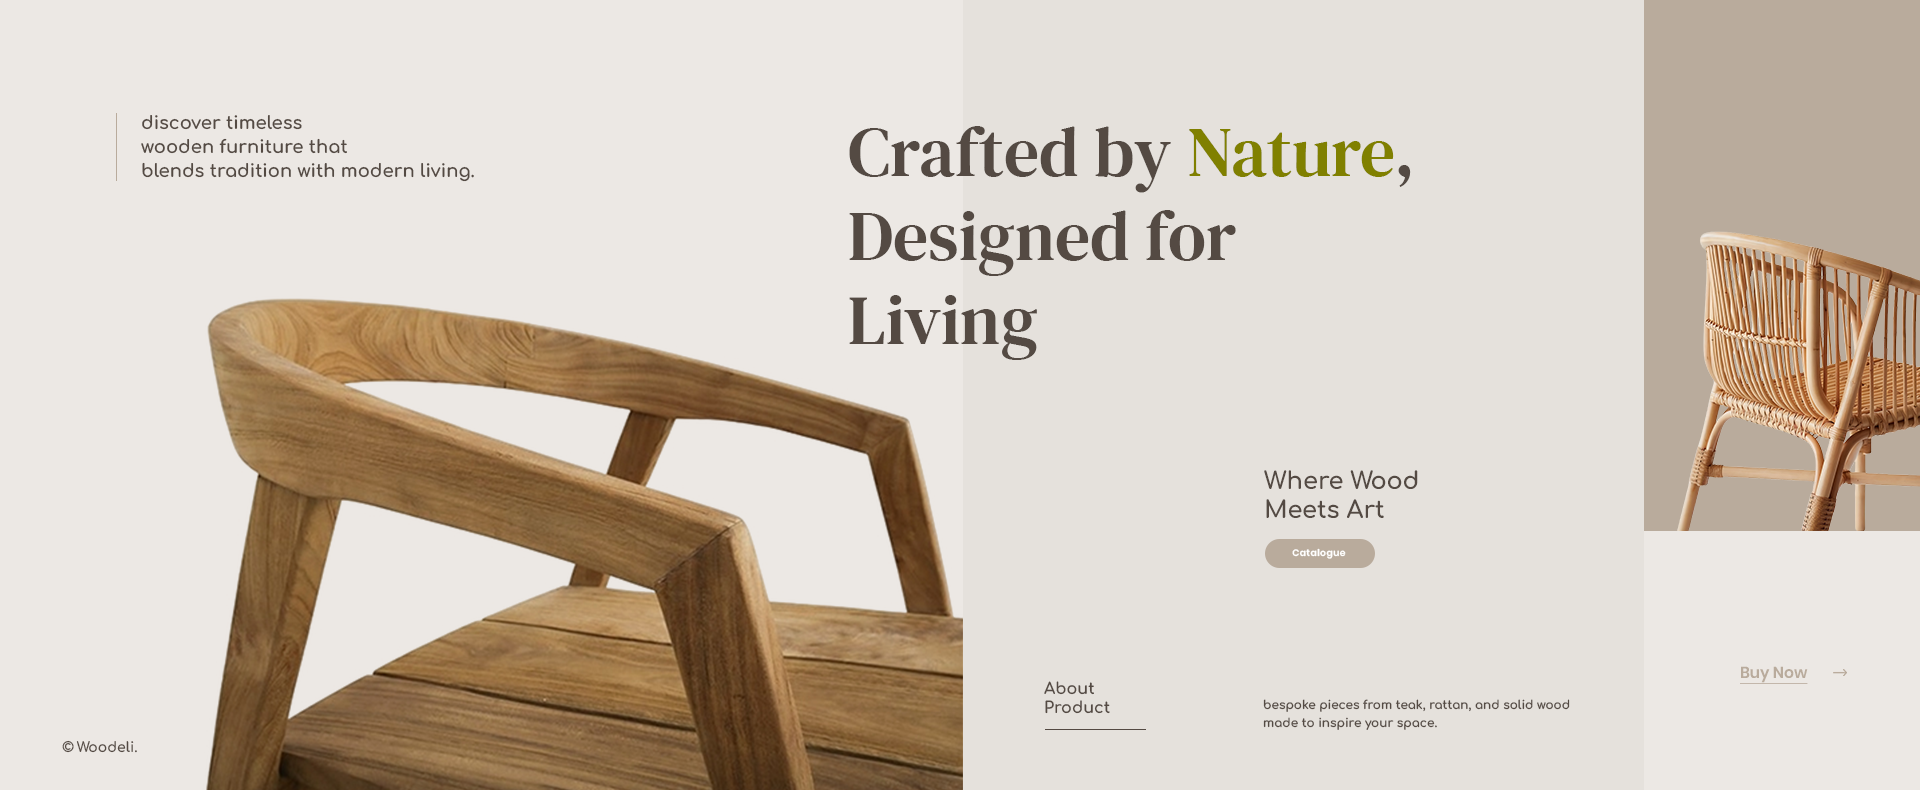 discover timeless
wooden furniture that
blends tradition with modern living.
Crafted by Nature,
Designed for
Living
Where Wood
Meets Art
Catalogue
About
Product
bespoke pieces from teak, rattan, and solid wood
made to inspire your space.
Buy Now →
© Woodeli.